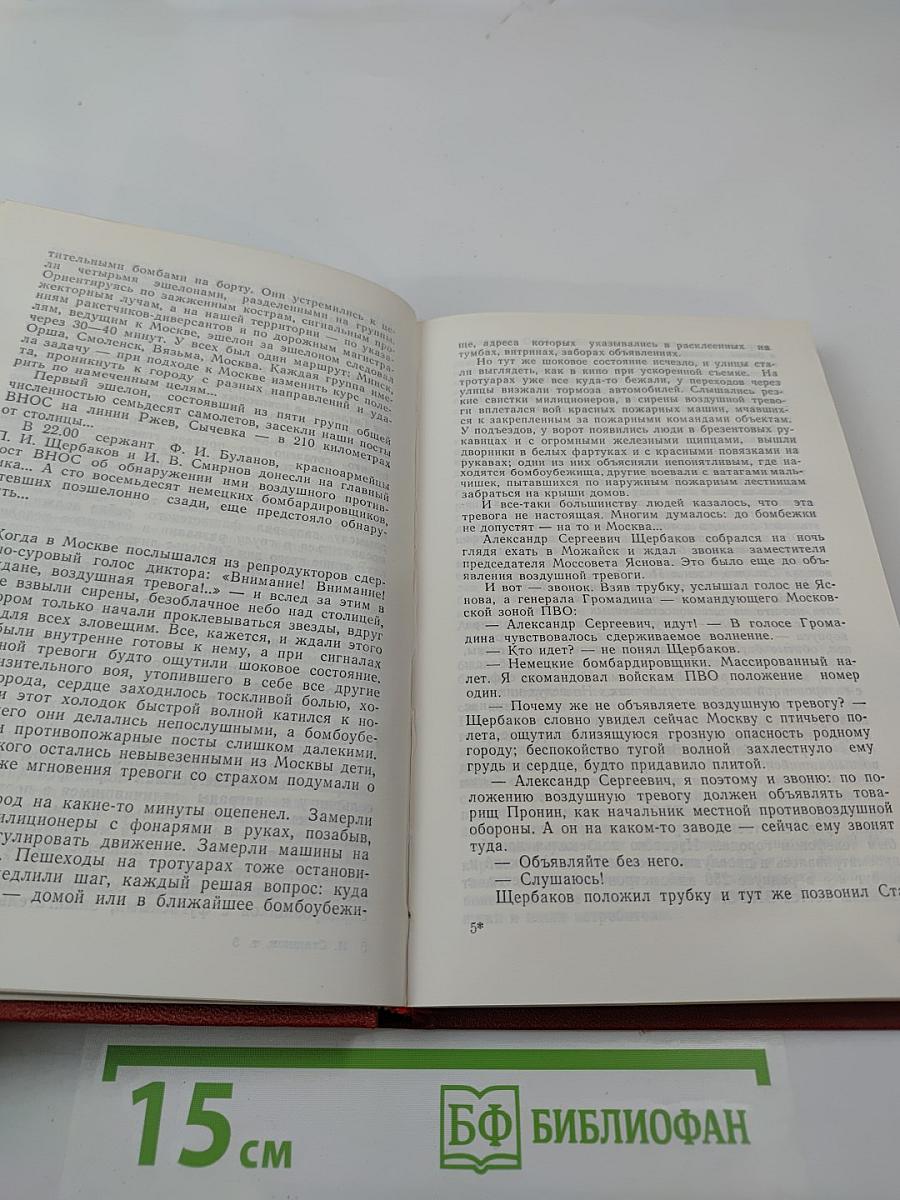 тительными бомбами на борту. Они устремились к це-
ли четырьмя эшелонами, разделенными на группы.
Ориентируясь по зажженным кострам, сигнальным про-
жекторным лучам, а на нашей территории — по указа-
ниям ракетчиков-диверсантов и по дорожным магистра-
лям, ведущим к Москве, эшелон за эшелоном следовал
через 30—40 минут. У всех был один маршрут: Минск,
Орша, Смоленск, Вязьма, Москва. Каждая группа име-
ла задачу — при подходе к Москве изменить курс поле-
та, проникнуть к городу с разных направлений и уда-
рить по намеченным целям...
Первый эшелон, состоявший из пяти групп общей
численностью семьдесят самолетов, засекли наши посты
ВНОС на линии Ржев, Сычевка — в 210 километрах
от столицы...
В 22.00 сержант Ф. И. Буланов, красноармейцы
П. И. Щербаков и И. В. Смирнов донесли на главный
пост ВНОС об обнаружении ими воздушного против-
ика... А сто восемьдесят немецких бомбардировщиков,
тевших поэшелонно сзади, еще предстояло обнару-
ть...
Когда в Москве послышался из репродукторов сдер-
но-суровый голос диктора: «Внимание! Внимание!
ждане, воздушная тревога!..» — и вслед за этим в
е взвыли сирены, безоблачное небо над столицей,
ором только начали проклевываться звезды, вдруг
для всех зловещим. Все, кажется, и ждали этого
были внутренне готовы к нему, а при сигналах
ной тревоги будто ощутили шоковое состояние.
нзительного воя, утопившего в себе все другие
орода, сердце заходилось тоскливой болью, хо-
и этот холодок быстрой волной катился к но-
чего они делались непослушными, а бомбоубе-
и противопожарные посты слишком далекими.
кого остались невывезенными из Москвы дети,
же мгновения тревоги со страхом подумали о
род на какие-то минуты оцепенел. Замерли
илиционеры с фонарями в руках, позабыв,
гулировать движение. Замерли машины на
. Пешеходы на тротуарах тоже останови-
едлили шаг, каждый решая вопрос: куда
— домой или в ближайшее бомбоубежи-
ще, адреса которых указывались в расклеенных на
тумбах, витринах, заборах объявлениях.
Но тут же шоковое состояние исчезло, и улицы ста-
ли выглядеть, как в кино при ускоренной съемке. На
тротуарах уже все куда-то бежали, у переходов через
улицы визжали тормоза автомобилей. Слышались рез-
кие свистки милиционеров, в сирены воздушной трево-
ги вплетался вой красных пожарных машин, мчавших-
ся к закрепленным за пожарными командами объектам.
У подъездов, у ворот появились люди в брезентовых ру-
кавицах и с огромными железными щипцами, вышли
дворники в белых фартуках и с красными повязками на
рукавах; одни из них объясняли непонятливым, где на-
ходятся бомбоубежища, другие воевали с ватагами маль-
чишек, пытавшихся по наружным пожарным лестницам
забраться на крыши домов.
И все-таки большинству людей казалось, что эта
тревога не настоящая. Многим думалось: до бомбежки
не допустят — на то и Москва...
Александр Сергеевич Щербаков собрался на ночь
глядя ехать в Можайск и ждал звонка заместителя
председателя Моссовета Яснова. Это было еще до объ-
явления воздушной тревоги.
И вот — звонок. Взяв трубку, услышал голос не Яс-
нова, а генерала Громадина — командующего Москов-
ской зоной ПВО:
— Александр Сергеевич, идут! — В голосе Грома-
дина чувствовалось сдерживаемое волнение.
— Кто идет? — не понял Щербаков.
— Немецкие бомбардировщики. Массированный на-
лет. Я скомандовал войскам ПВО положение номер
один.
— Почему же не объявляете воздушную тревогу? —
Щербаков словно увидел сейчас Москву с птичьего по-
лета, ощутил близящуюся грозную опасность родному
городу; беспокойство тугой волной захлестнуло ему
грудь и сердце, будто придавило плитой.
— Александр Сергеевич, я поэтому и звоню: по по-
ложению воздушную тревогу должен объявлять това-
рищ Пронин, как начальник местной противовоздушной
обороны. А он на каком-то заводе — сейчас ему звонят
туда.
— Объявляйте без него.
— Слушаюсь!
Щербаков положил трубку и тут же позвонил Ста
5*
15 см
БФ БИБЛИОФАН